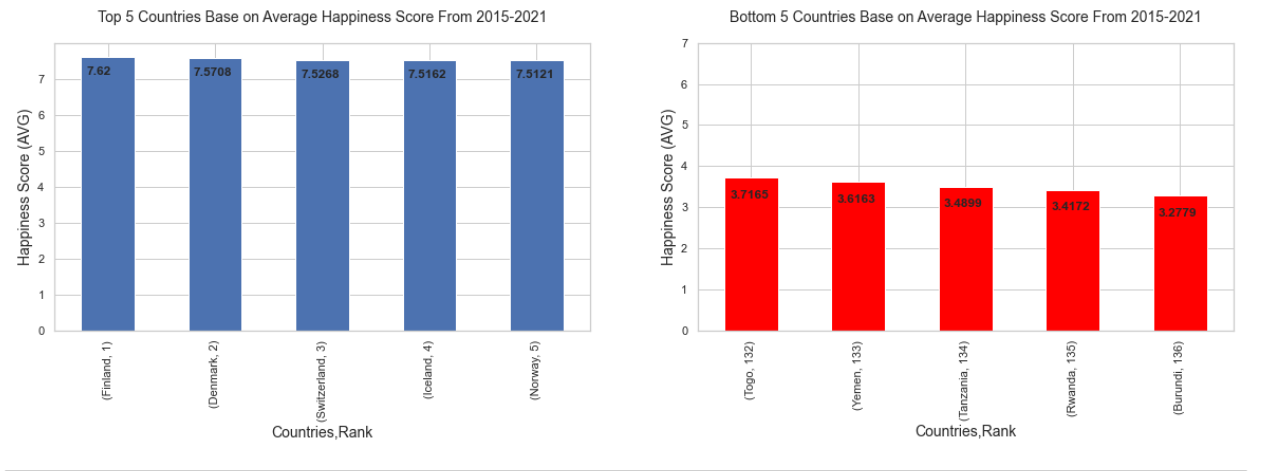 Top 5 Countries Base on Average Happiness Score From 2015-2021
Happiness Score (AVG)
7
6
5
4
3
2
1
0
7.62
7.5708
7.5268
7.5162
7.5121
(Finland, 1)
(Denmark, 2)
(Switzerland, 3)
(Iceland, 4)
(Norway, 5)
Countries,Rank
Bottom 5 Countries Base on Average Happiness Score From 2015-2021
Happiness Score (AVG)
7
6
5
4
3
2
1
0
3.7165
3.6163
3.4899
3.4172
3.2779
(Togo, 132)
(Yemen, 133)
(Tanzania, 134)
(Rwanda, 135)
(Burundi, 136)
Countries,Rank